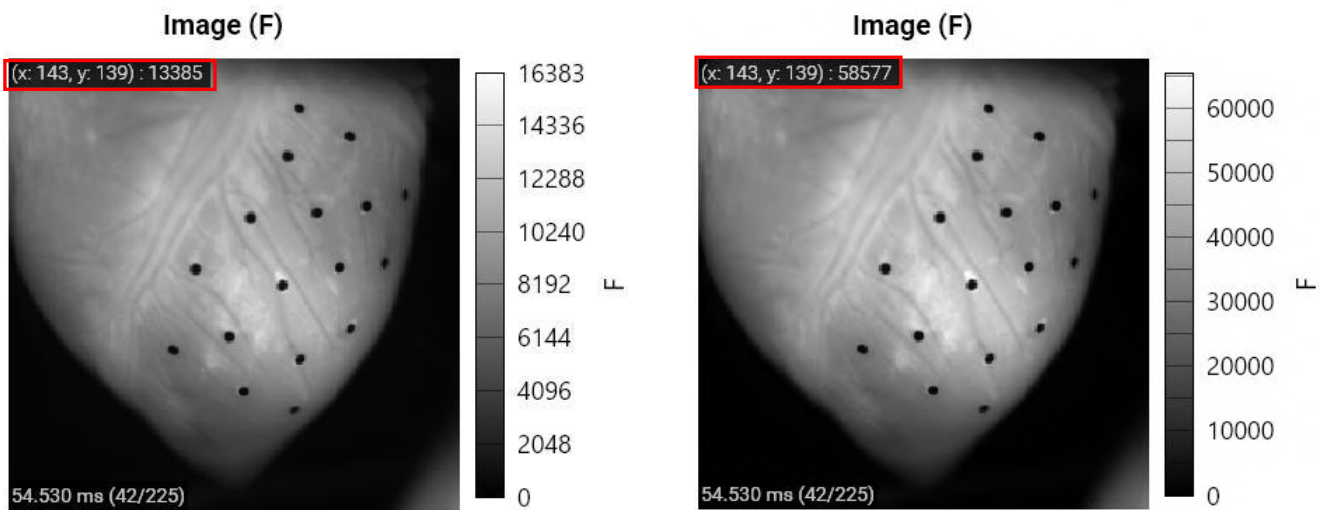 Image (F)
(x: 143, y: 139) : 13385
16383
14336
12288
10240
8192
6144
4096
2048
0
F
54.530 ms (42/225)
Image (F)
(x: 143, y: 139) : 58577
60000
50000
40000
30000
20000
10000
0
F
54.530 ms (42/225)